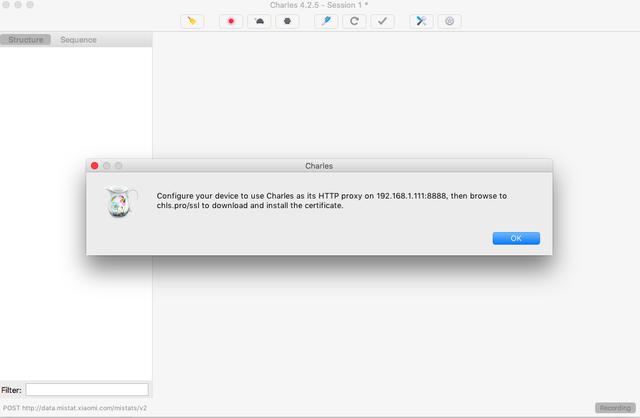 Charles 4.2.5 - Session 1 *
Structure
Sequence
Charles
Configure your device to use Charles as its HTTP proxy on 192.168.1.111:8888, then browse to
chls.pro/ssl to download and install the certificate.
OK
Filter:
POST http://data.mistat.xiaomi.com/mistats/v2
Recording